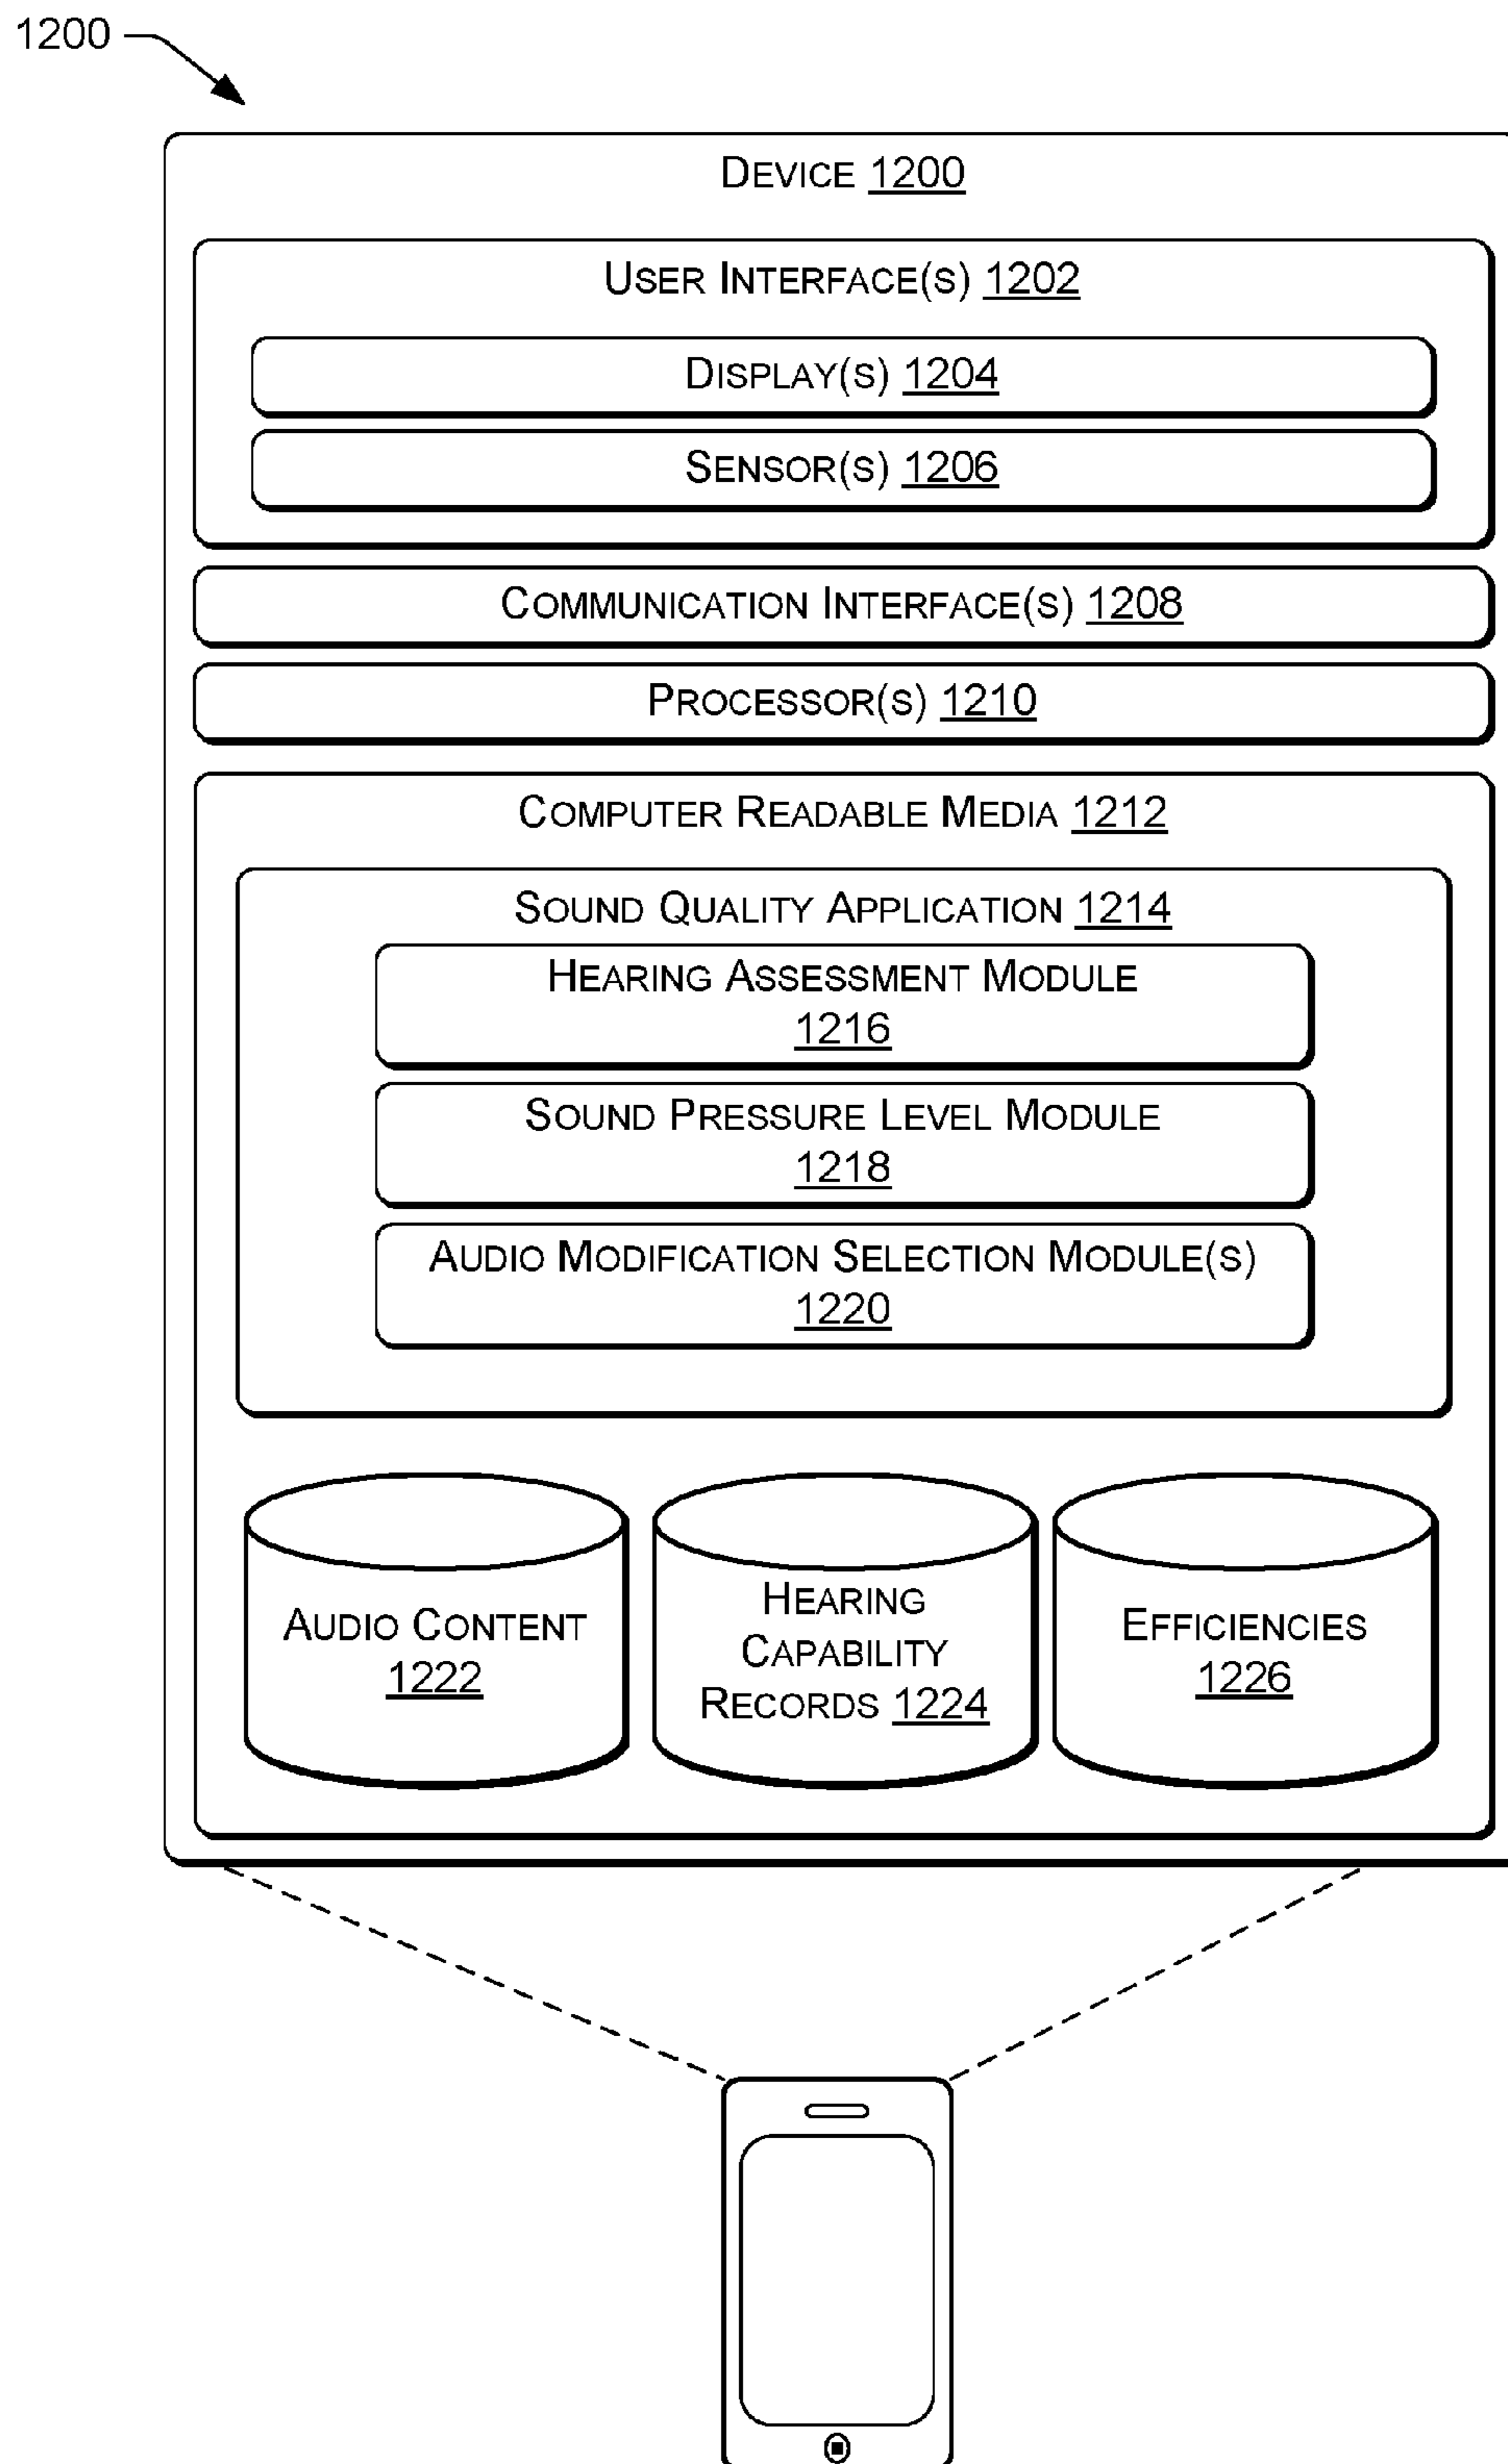 1200
DEVICE 1200
USER INTERFACE(S) 1202
DISPLAY(S) 1204
SENSOR(S) 1206
COMMUNICATION INTERFACE(S) 1208
PROCESSOR(S) 1210
COMPUTER READABLE MEDIA 1212
SOUND QUALITY APPLICATION 1214
HEARING ASSESSMENT MODULE
1216
SOUND PRESSURE LEVEL MODULE
1218
AUDIO MODIFICATION SELECTION MODULE(S)
1220
AUDIO CONTENT
1222
HEARING
CAPABILITY
RECORDS 1224
EFFICIENCIES
1226